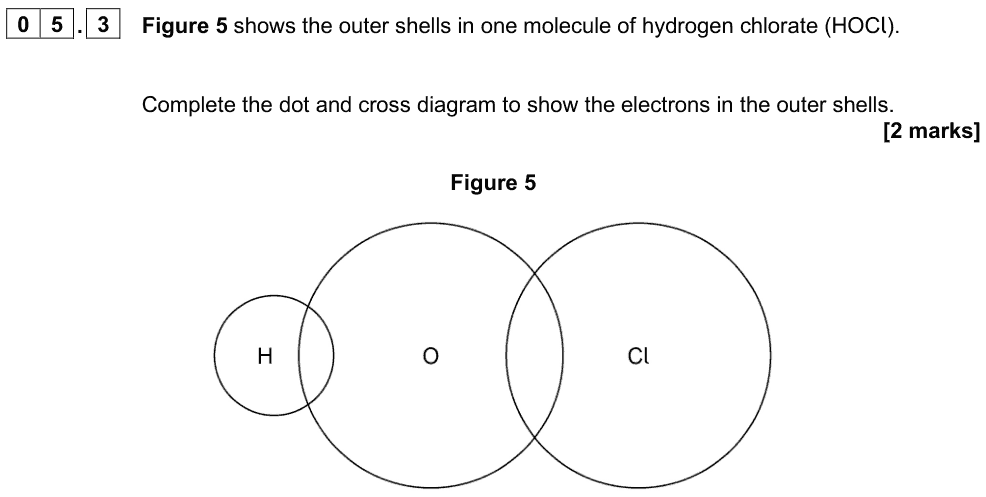 0 5 . 3 Figure 5 shows the outer shells in one molecule of hydrogen chlorate (HOCl).
Complete the dot and cross diagram to show the electrons in the outer shells.
[2 marks]
Figure 5
H O Cl